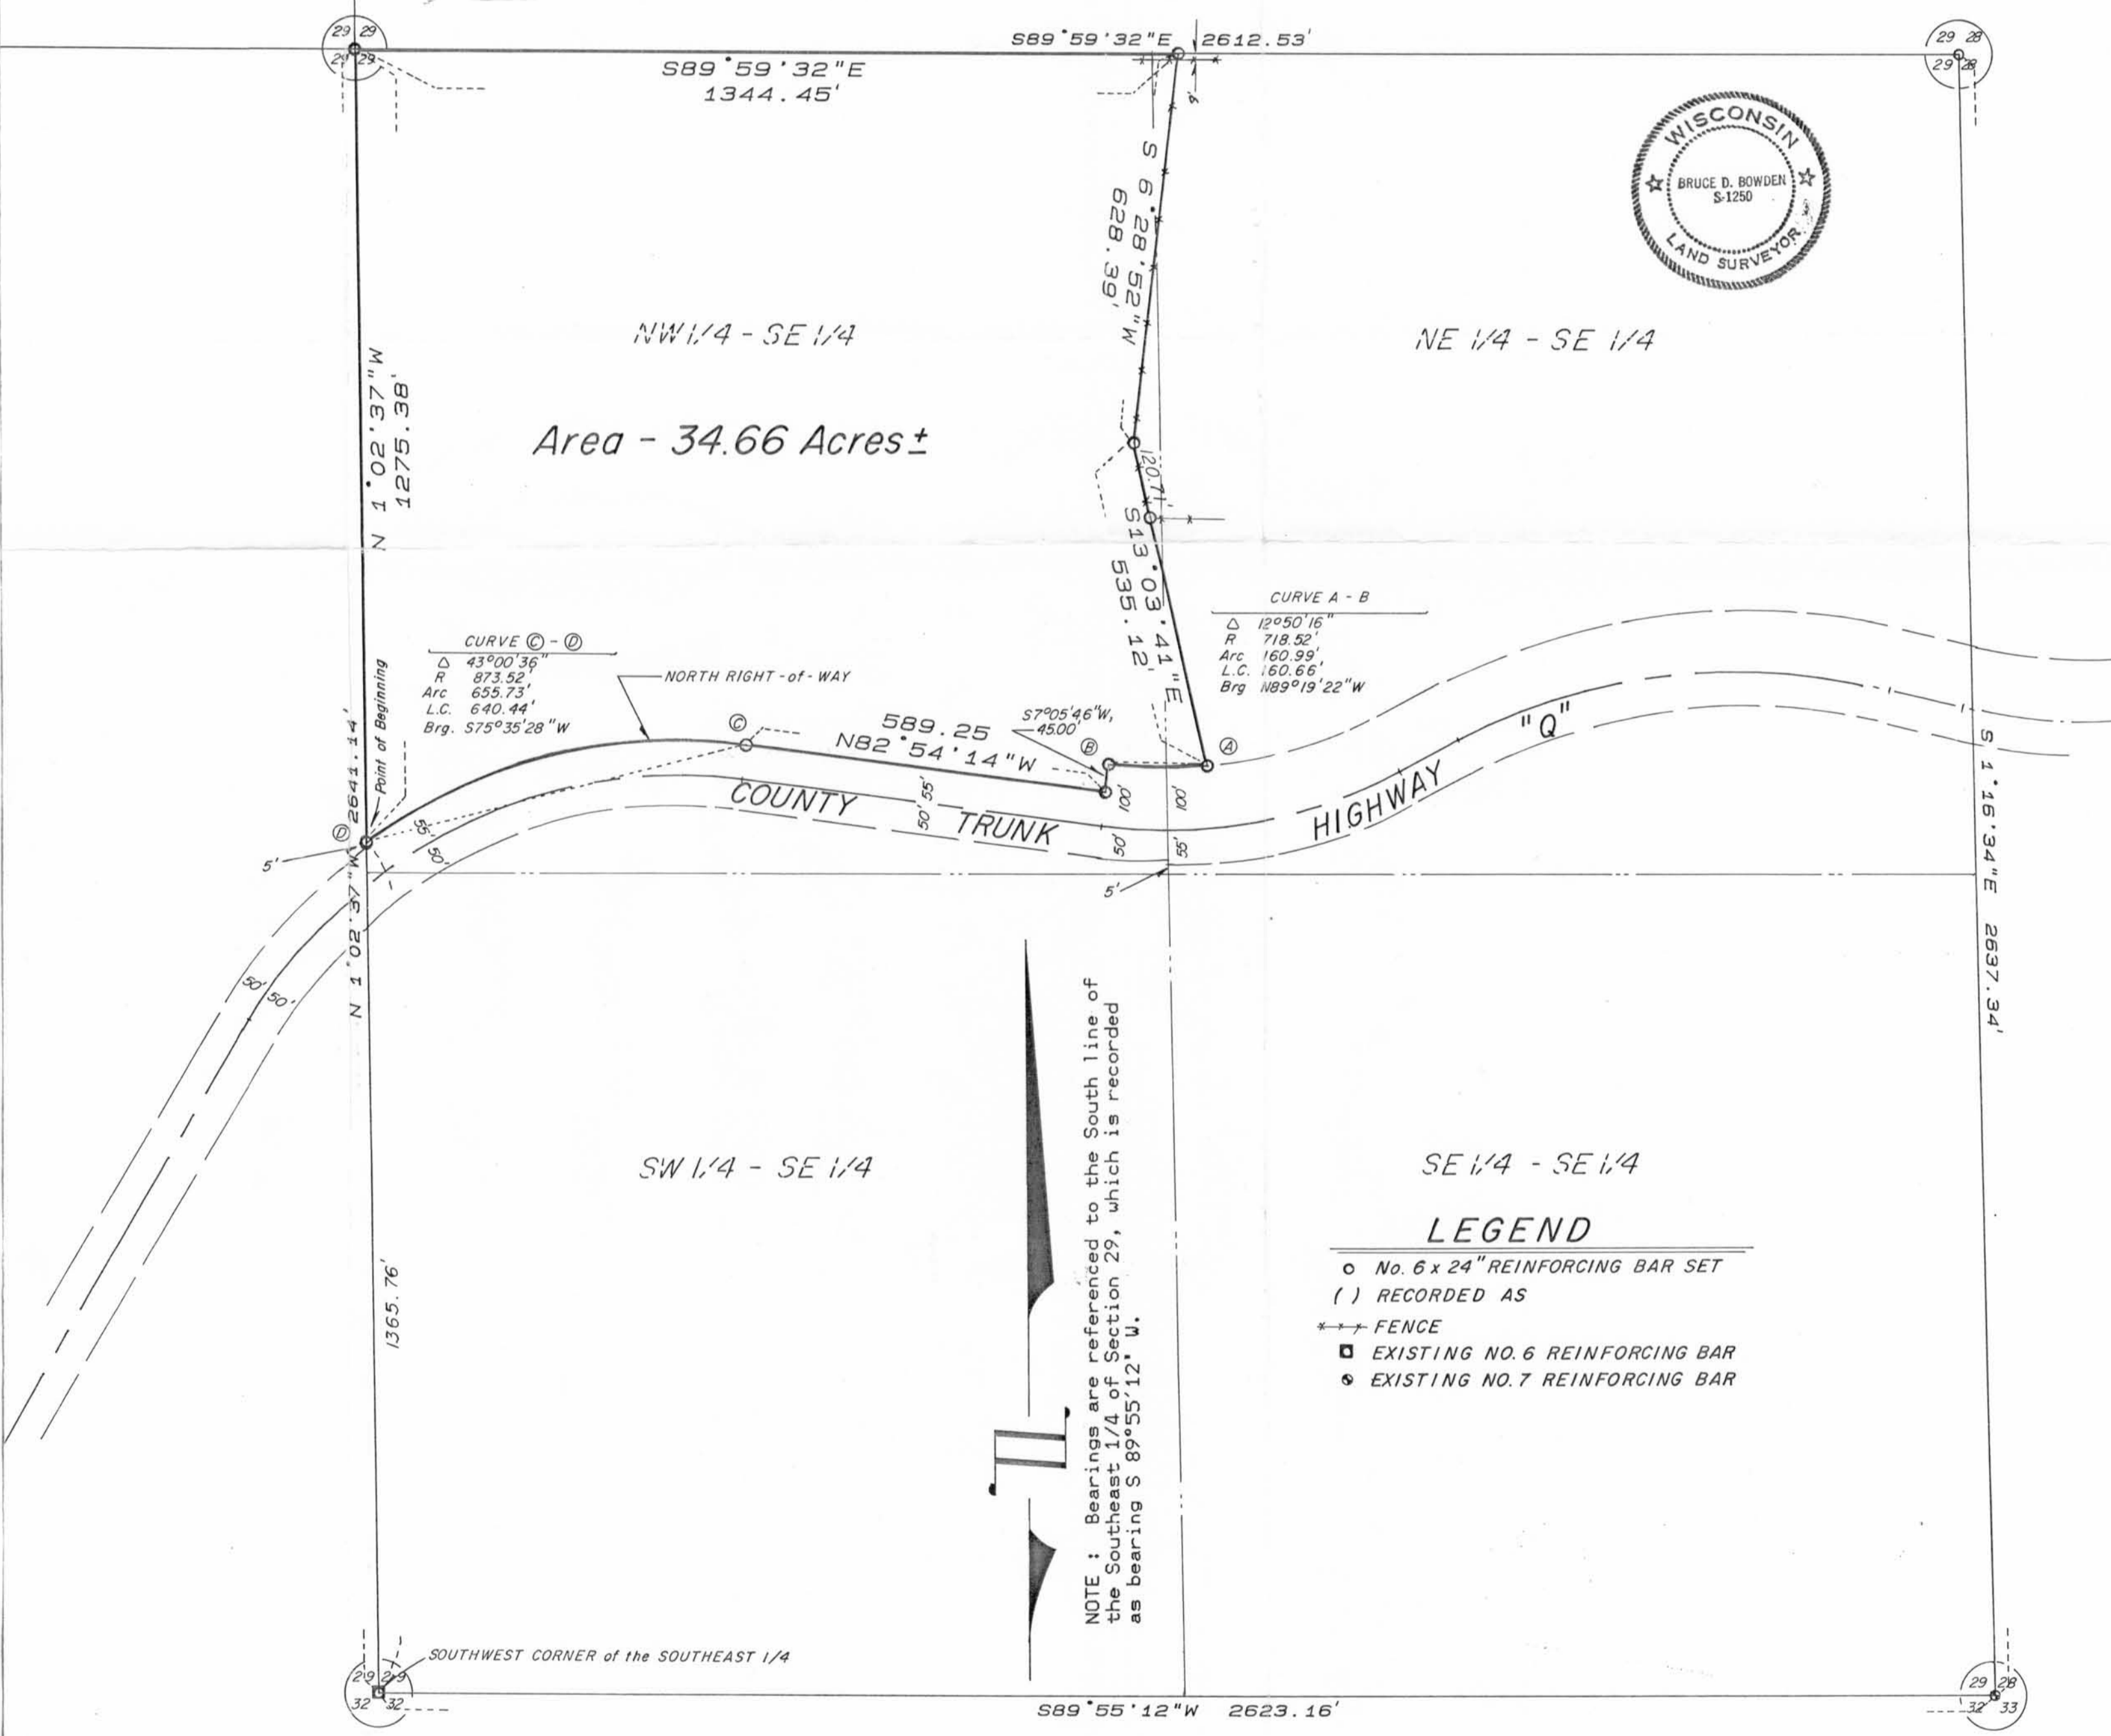 29 29
29 29
S89°59'32"E 2612.53'
29 28
29 28
S89°59'32"E
1344.45'
9'
WISCONSIN
BRUCE D. BOWDEN
S-1250
LAND SURVEYOR
S 6°28'52"W
628.39'
NW 1/4 - SE 1/4
NE 1/4 - SE 1/4
N 1°02'37"W
1275.38'
Area - 34.66 Acres ±
120.71'
S13°03'41"E
535.12'
CURVE A - B
Δ 12°50'16"
R 718.52'
Arc 160.99'
L.C. 160.66'
Brg N89°19'22"W
CURVE Ⓒ - Ⓓ
Δ 43°00'36"
R 873.52'
Arc 655.73'
L.C. 640.44'
Brg. S75°35'28"W
Point of Beginning
NORTH RIGHT-of-WAY
Ⓒ
589.25
N82°54'14"W
S7°05'46"W,
45.00'
Ⓑ
Ⓐ
"Q"
COUNTY TRUNK HIGHWAY
50' 55'
100'
100'
50'
55'
Ⓓ
5'
55'
50'
5'
N 1°02'37"W 2641.14'
S 1°16'34"E 2637.34'
50' 50'
NOTE : Bearings are referenced to the South line of
the Southeast 1/4 of Section 29, which is recorded
as bearing S 89°55'12" W.
SW 1/4 - SE 1/4
SE 1/4 - SE 1/4
LEGEND
No. 6 x 24" REINFORCING BAR SET
( ) RECORDED AS
FENCE
EXISTING NO. 6 REINFORCING BAR
EXISTING NO. 7 REINFORCING BAR
1365.76'
n
SOUTHWEST CORNER of the SOUTHEAST 1/4
29 29
32 32
S89°55'12"W 2623.16'
29 28
32 33